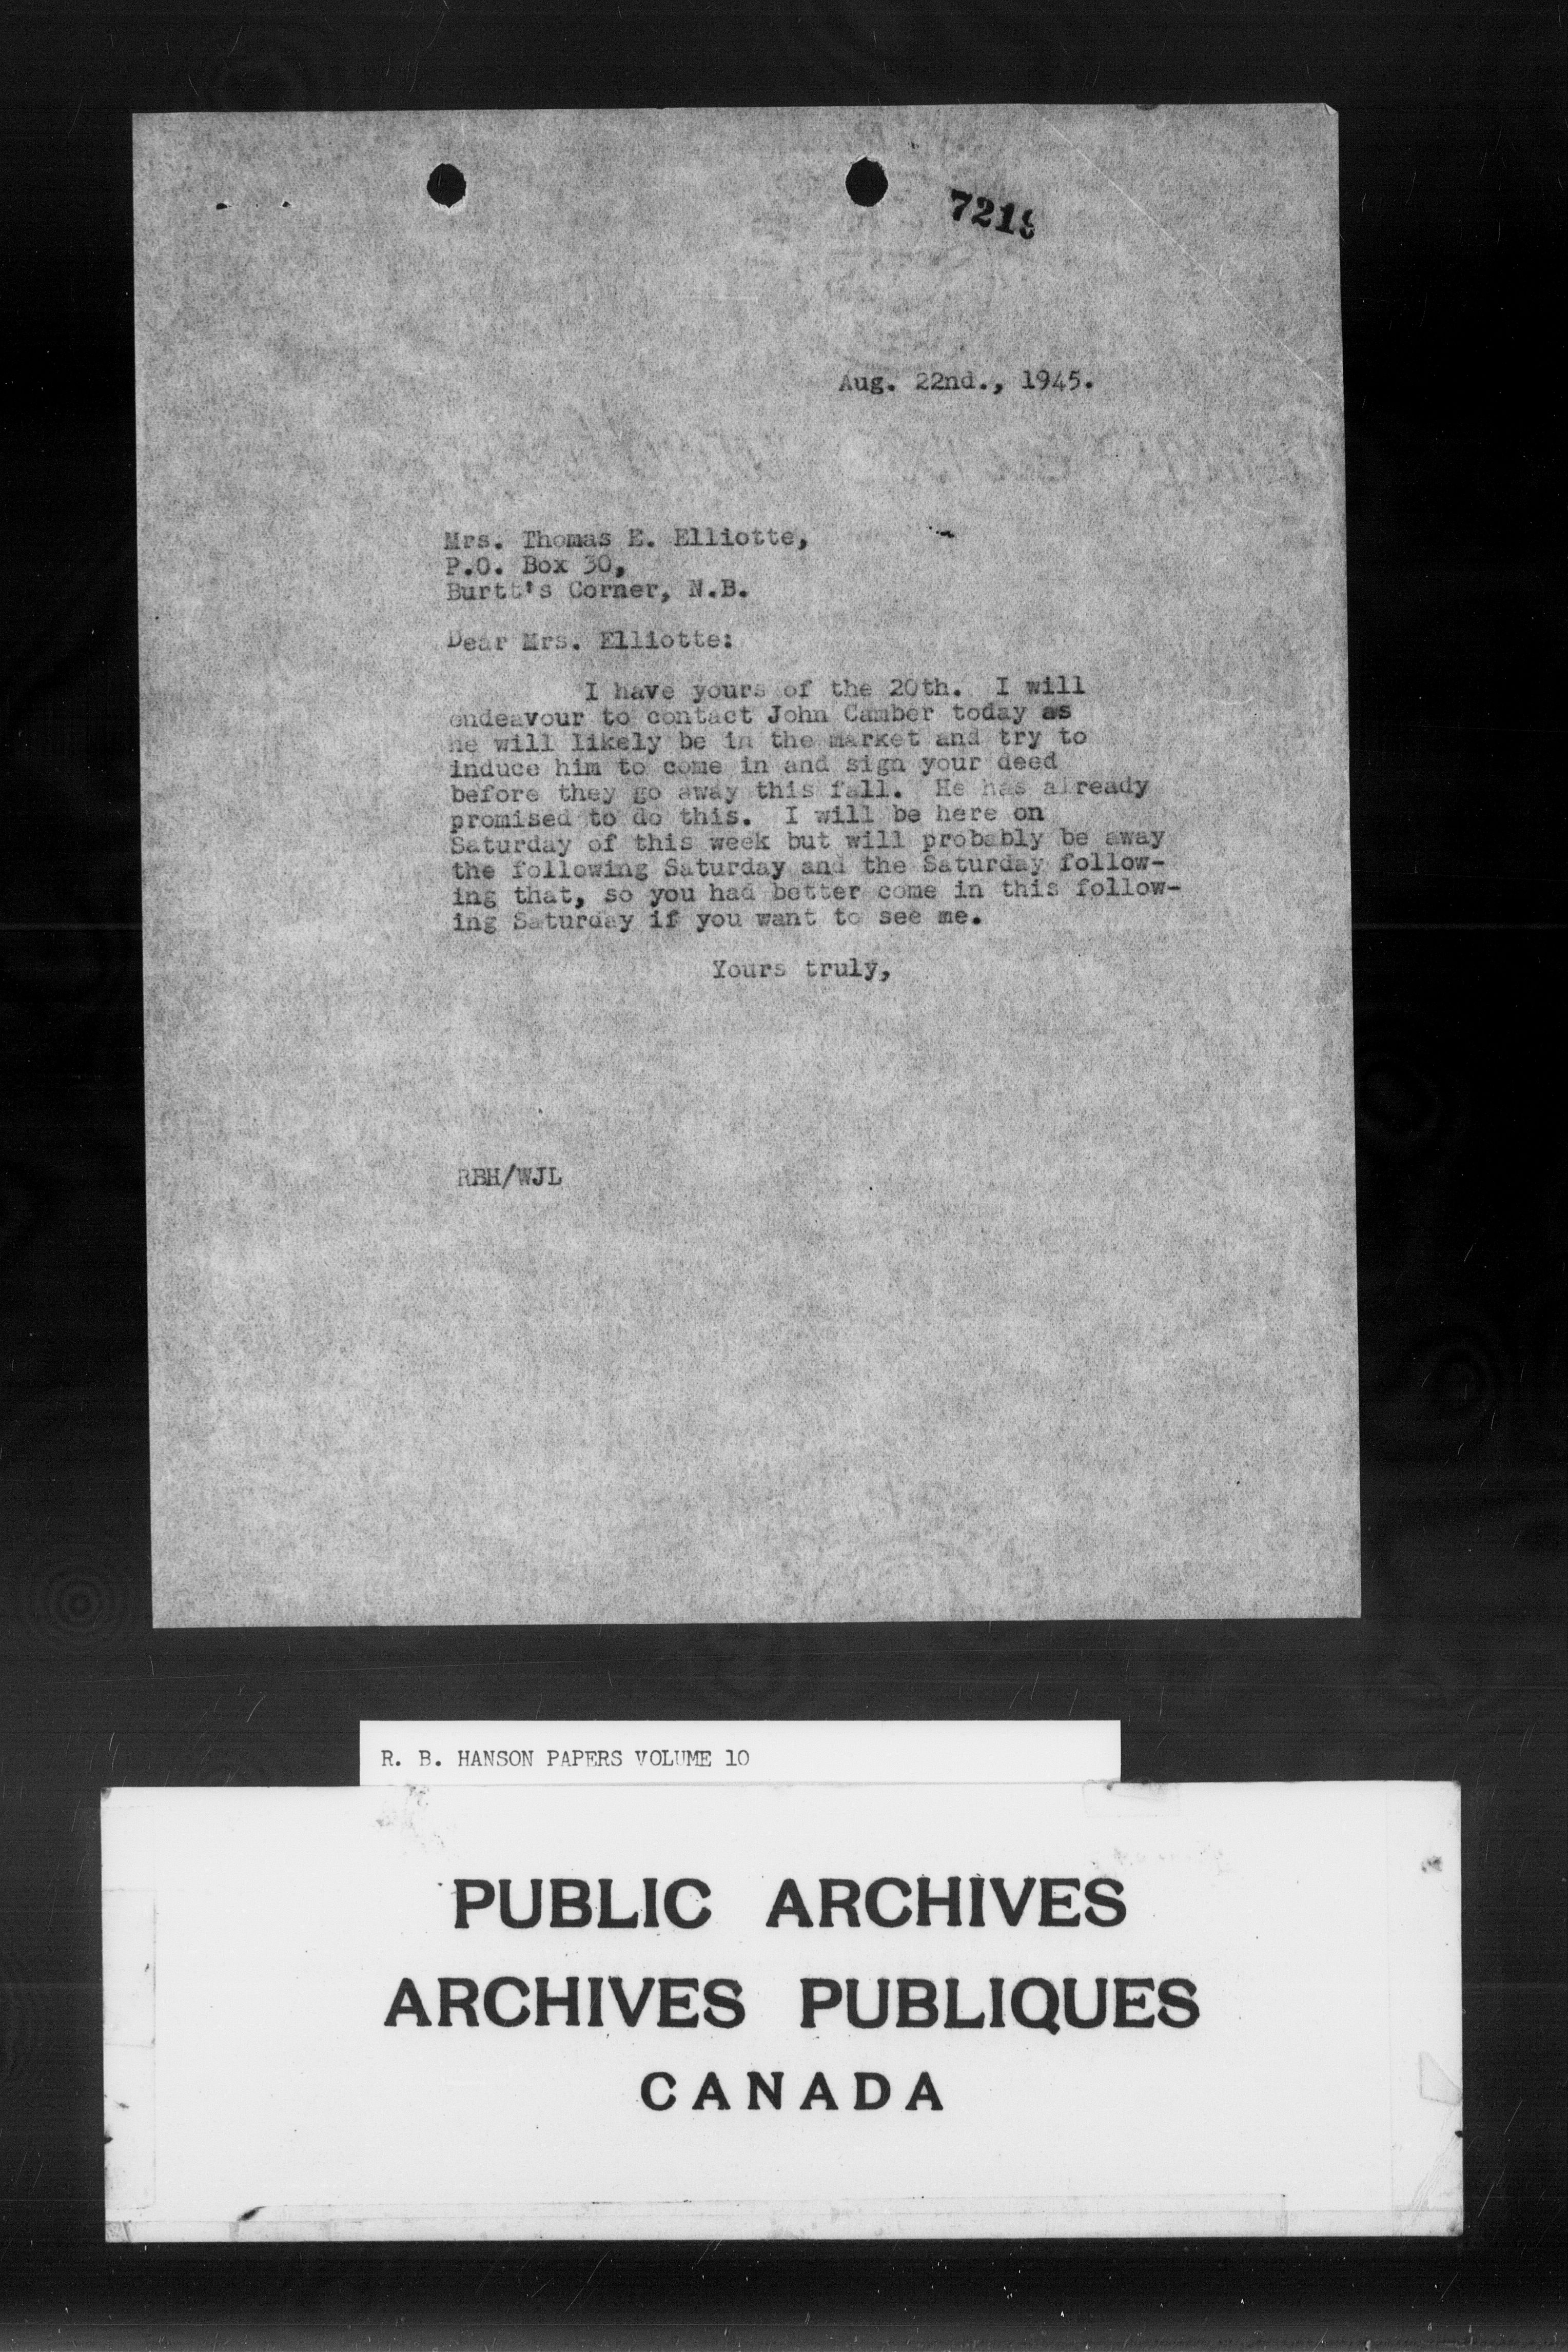 7219
Aug. 22nd., 1945.
Mrs. Thomas E. Elliotte,
P.O. Box 30,
Burtt's Corner, N.B.
Dear Mrs. Elliotte:
I have yours of the 20th. I will
endeavour to contact John Camber today as
he will likely be in the market and try to
induce him to come in and sign your deed
before they go away this fall. He has already
promised to do this. I will be here on
Saturday of this week but will probably be away
the following Saturday and the Saturday follow-
ing that, so you had better come in this follow-
ing Saturday if you want to see me.
Yours truly,
RBH/WJL
R. B. HANSON PAPERS VOLUME 10
PUBLIC ARCHIVES
ARCHIVES PUBLIQUES
CANADA